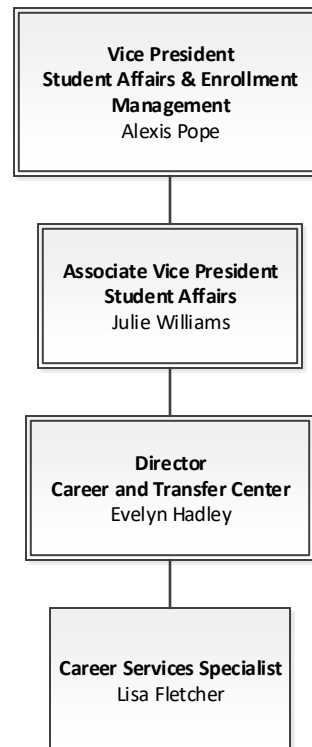 Vice President
Student Affairs & Enrollment
Management
Alexis Pope
Associate Vice President
Student Affairs
Julie Williams
Director
Career and Transfer Center
Evelyn Hadley
Career Services Specialist
Lisa Fletcher